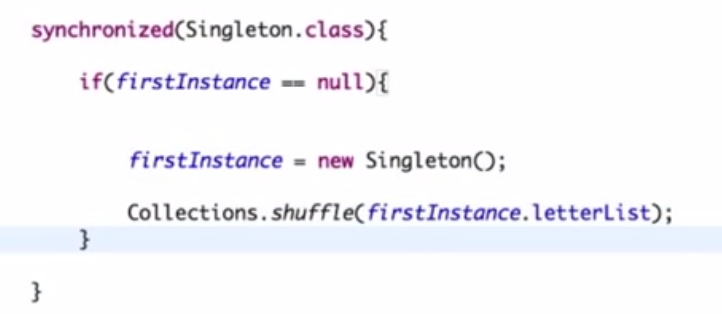 synchronized(Singleton.class){
if(firstInstance == null){
firstInstance = new Singleton();
Collections.shuffle(firstInstance.letterList);
}
}